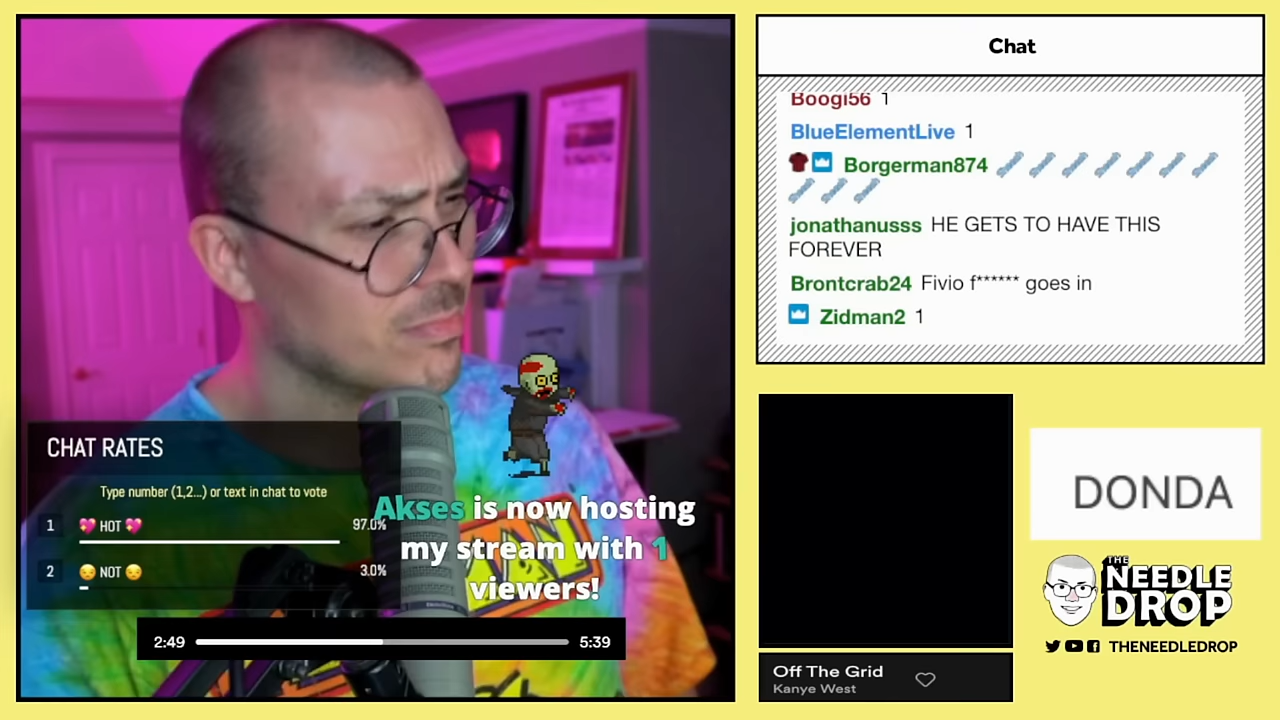 Chat
Boogi56 1
BlueElementLive 1
Borgerman874
jonathanusss HE GETS TO HAVE THIS
FOREVER
Brontcrab24 Fivio f****** goes in
Zidman2 1
CHAT RATES
Type number (1,2...) or text in chat to vote
1 💖 HOT 💖 97.0%
2 😒 NOT 😒 3.0%
Akses is now hosting
my stream with 1
viewers!
2:49 5:39
Off The Grid
Kanye West
DONDA
THE
NEEDLE
DROP
THENEEDLEDROP